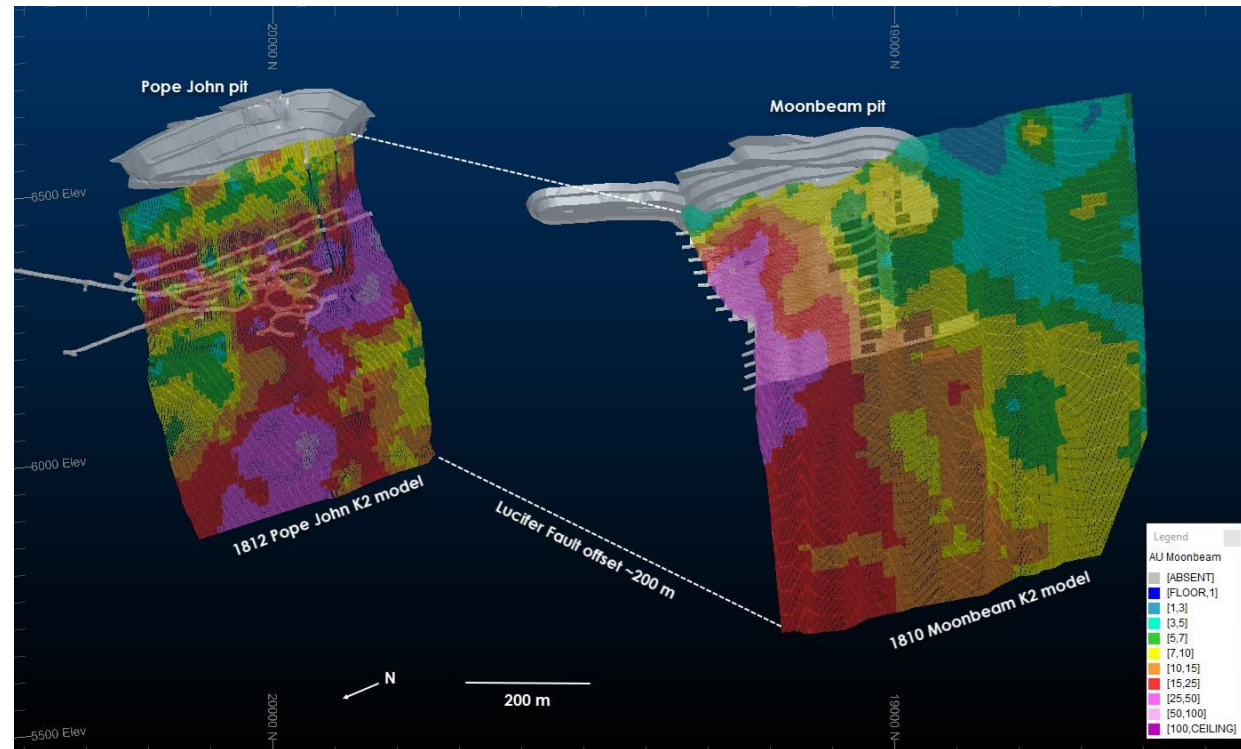 20000 N
19000 N
Pope John pit
Moonbeam pit
6500 Elev
6000 Elev
1812 Pope John K2 model
Lucifer Fault offset ~200 m
1810 Moonbeam K2 model
N
200 m
20000 N
19000 N
5500 Elev
Legend
AU Moonbeam
[ABSENT]
[FLOOR,1]
[1,3]
[3,5]
[5,7]
[7,10]
[10,15]
[15,25]
[25,50]
[50,100]
[100,CEILING]